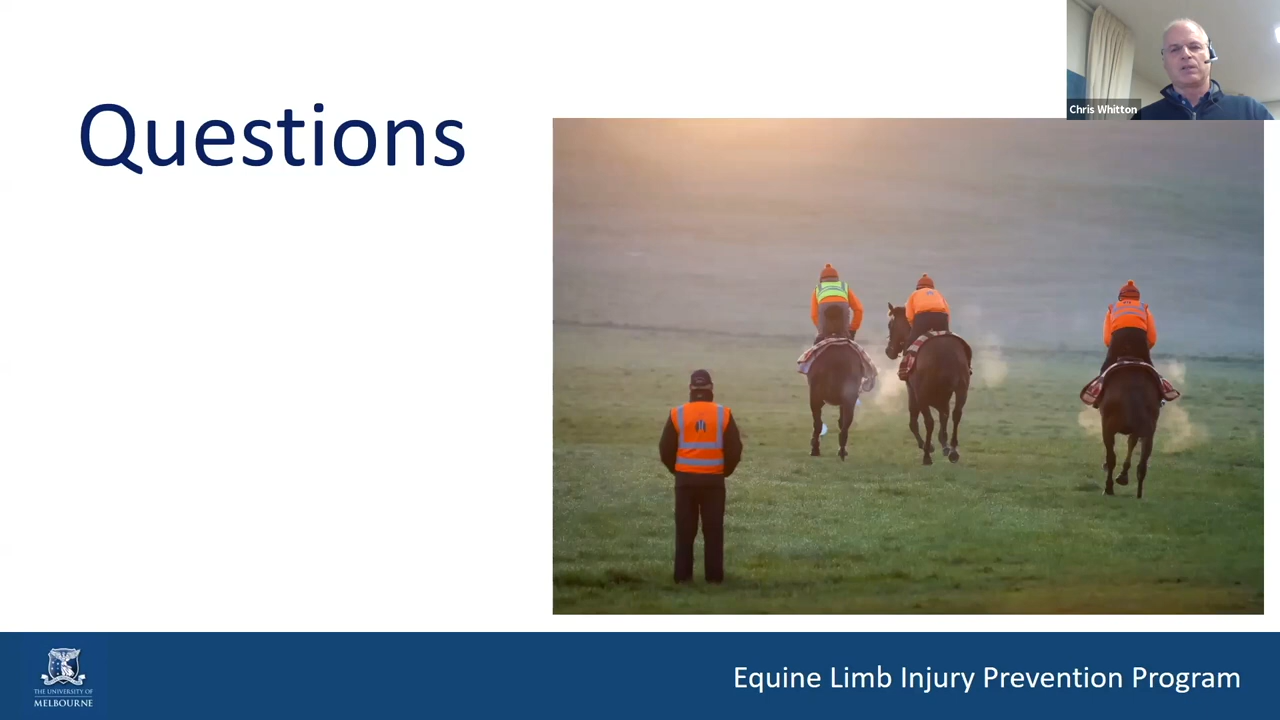 Chris Whitton
Questions
THE UNIVERSITY OF
MELBOURNE
Equine Limb Injury Prevention Program